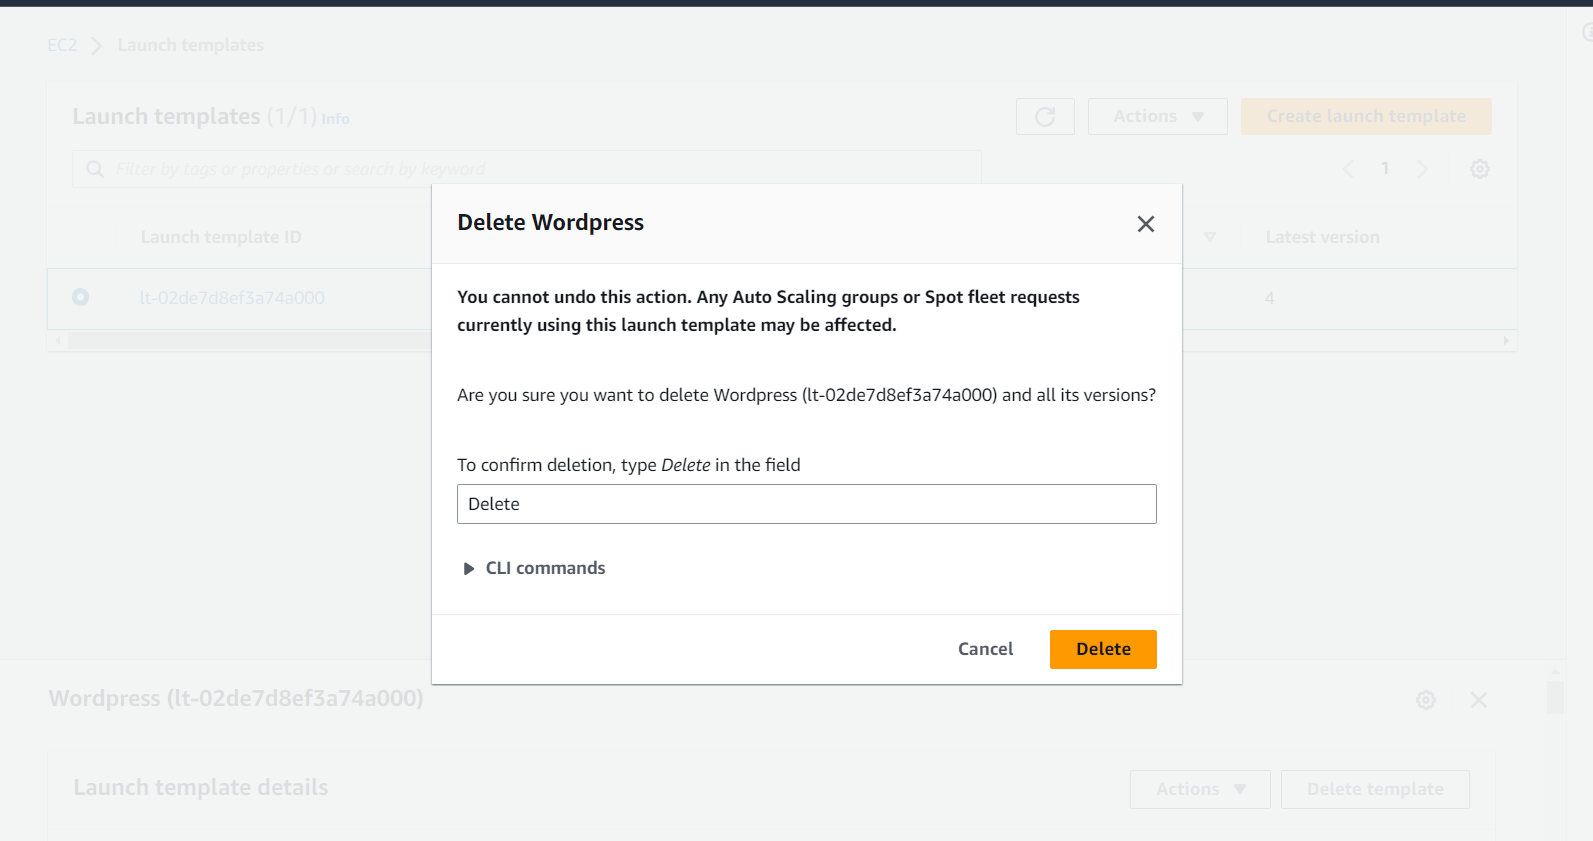 EC2 Launch templates
Launch templates (1/1) Info
Actions
Create launch template
Filter by tags or properties or search by keyword
1
Launch template ID
Latest version
lt-02de7d8ef3a74a000
4
Delete Wordpress
You cannot undo this action. Any Auto Scaling groups or Spot fleet requests
currently using this launch template may be affected.
Are you sure you want to delete Wordpress (lt-02de7d8ef3a74a000) and all its versions?
To confirm deletion, type Delete in the field
Delete
CLI commands
Cancel
Delete
Wordpress (lt-02de7d8ef3a74a000)
Launch template details
Actions
Delete template